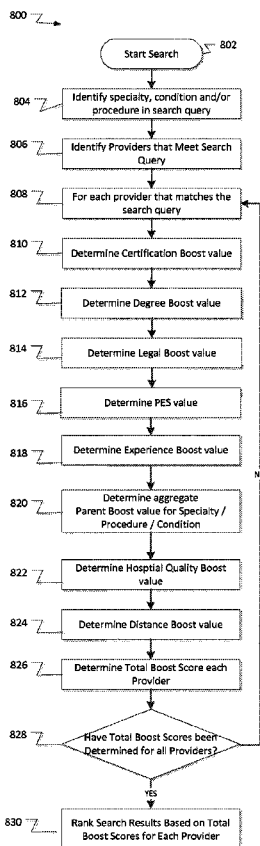 800
Start Search
802
804
Identify specialty, condition and/or
procedure in search query
806
Identify Providers that Meet Search
Query
808
For each provider that matches the
search query
810
Determine Certification Boost value
812
Determine Degree Boost value
814
Determine Legal Boost value
816
Determine PES value
818
Determine Experience Boost value
820
Determine aggregate
Parent Boost value for Specialty /
Procedure / Condition
822
Determine Hosptial Quality Boost
value
824
Determine Distance Boost value
826
Determine Total Boost Score each
Provider
828
Have Total Boost Scores been
Determined for all Providers?
N
YES
830
Rank Search Results Based on Total
Boost Scores for Each Provider